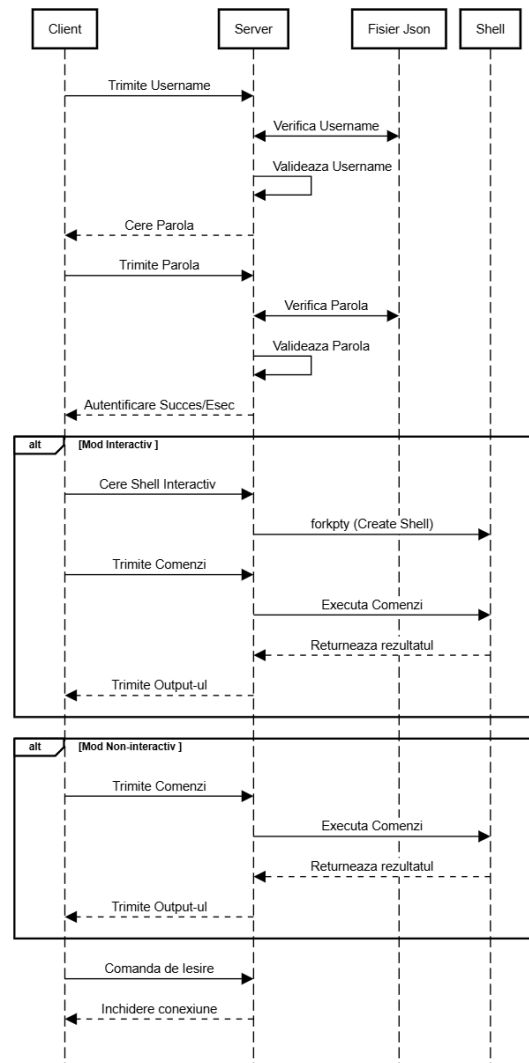 Client
Server
Fisier Json
Shell
Trimite Username
Verifica Username
Valideaza Username
Cere Parola
Trimite Parola
Verifica Parola
Valideaza Parola
Autentificare Succes/Esec
alt [Mod Interactiv ]
Cere Shell Interactiv
forkpty (Create Shell)
Trimite Comenzi
Executa Comenzi
Returneaza rezultatul
Trimite Output-ul
alt [Mod Non-interactiv ]
Trimite Comenzi
Executa Comenzi
Returneaza rezultatul
Trimite Output-ul
Comanda de Iesire
Inchidere conexiune